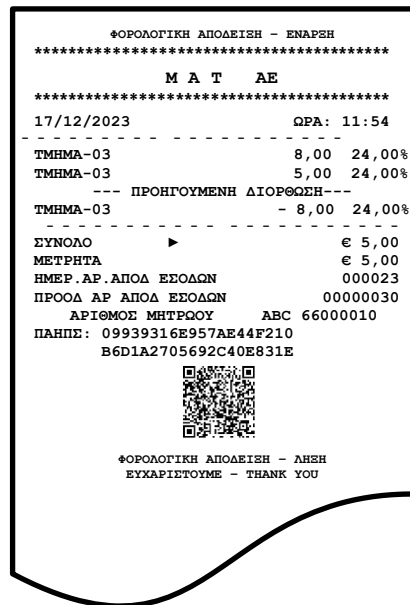 ΦΟΡΟΛΟΓΙΚΗ ΑΠΟΔΕΙΞΗ – ΕΝΑΡΞΗ
******************************************
Μ Α Τ ΑΕ
******************************************
17/12/2023 ΩΡΑ: 11:54
- - - - - - - - - - - - - - - - - - -
ΤΜΗΜΑ-03 8,00 24,00%
ΤΜΗΜΑ-03 5,00 24,00%
--- ΠΡΟΗΓΟΥΜΕΝΗ ΔΙΟΡΘΩΣΗ---
ΤΜΗΜΑ-03 - 8,00 24,00%
- - - - - - - - - - - - - - - - - - -
ΣΥΝΟΛΟ ► € 5,00
ΜΕΤΡΗΤΑ € 5,00
ΗΜΕΡ.ΑΡ.ΑΠΟΔ ΕΣΟΔΩΝ 000023
ΠΡΟΟΔ ΑΡ ΑΠΟΔ ΕΣΟΔΩΝ 00000030
ΑΡΙΘΜΟΣ ΜΗΤΡΩΟΥ ABC 66000010
ΠΑΗΠΣ: 09939316E957AE44F210
B6D1A2705692C40E831E
ΦΟΡΟΛΟΓΙΚΗ ΑΠΟΔΕΙΞΗ – ΛΗΞΗ
ΕΥΧΑΡΙΣΤΟΥΜΕ – THANK YOU